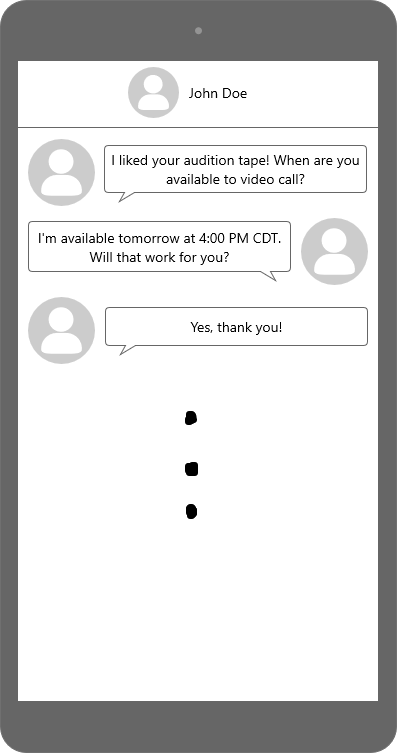 John Doe
I liked your audition tape! When are you
available to video call?
I'm available tomorrow at 4:00 PM CDT.
Will that work for you?
Yes, thank you!